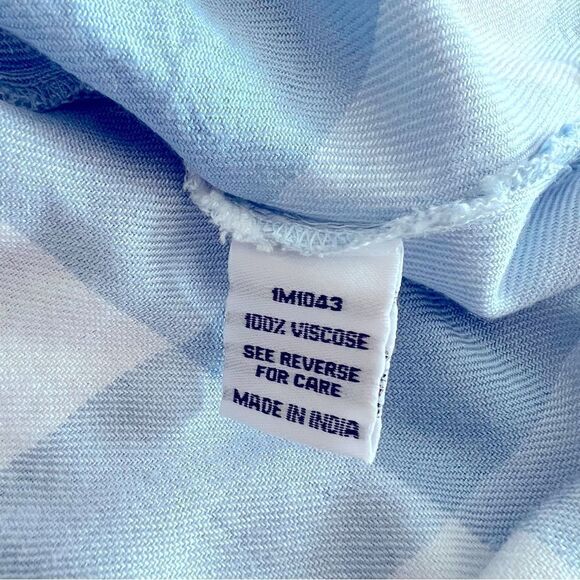 1M1043
100% VISCOSE
SEE REVERSE
FOR CARE
MADE IN INDIA